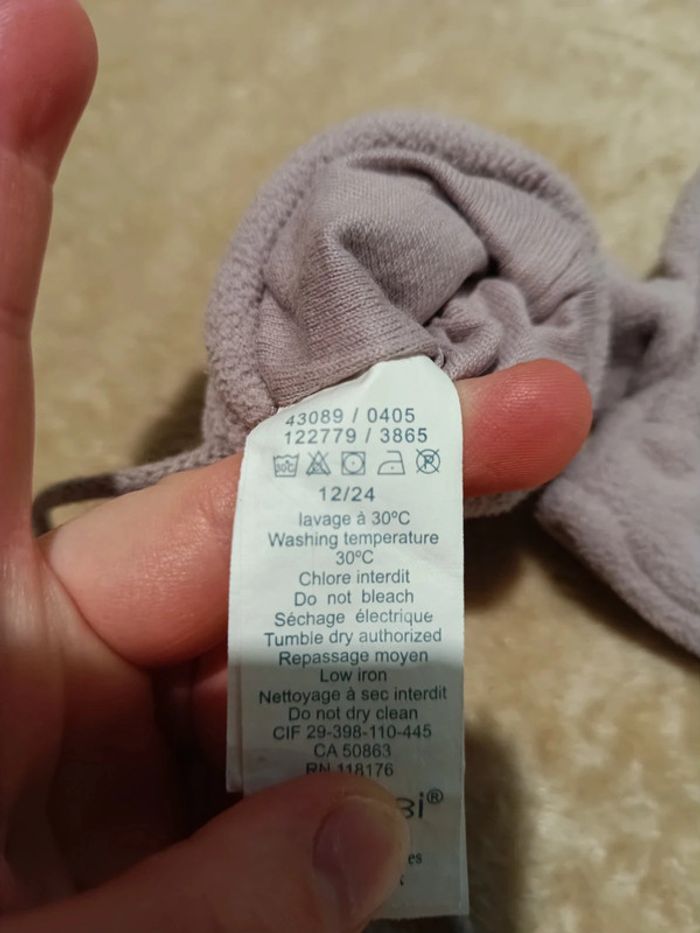 43089 / 0405
122779 / 3865
30°C
12/24
lavage à 30ºC
Washing temperature
30ºC
Chlore interdit
Do not bleach
Séchage électrique
Tumble dry authorized
Repassage moyen
Low iron
Nettoyage à sec interdit
Do not dry clean
CIF 29-398-110-445
CA 50863
RN 118176